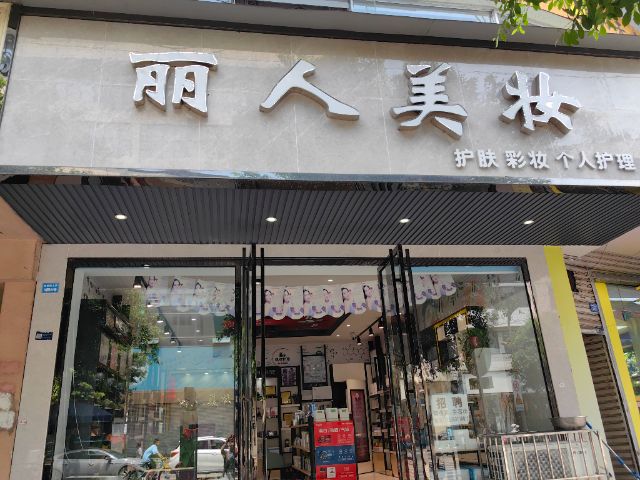 丽人美妆
护肤 彩妆 个人护理
招聘